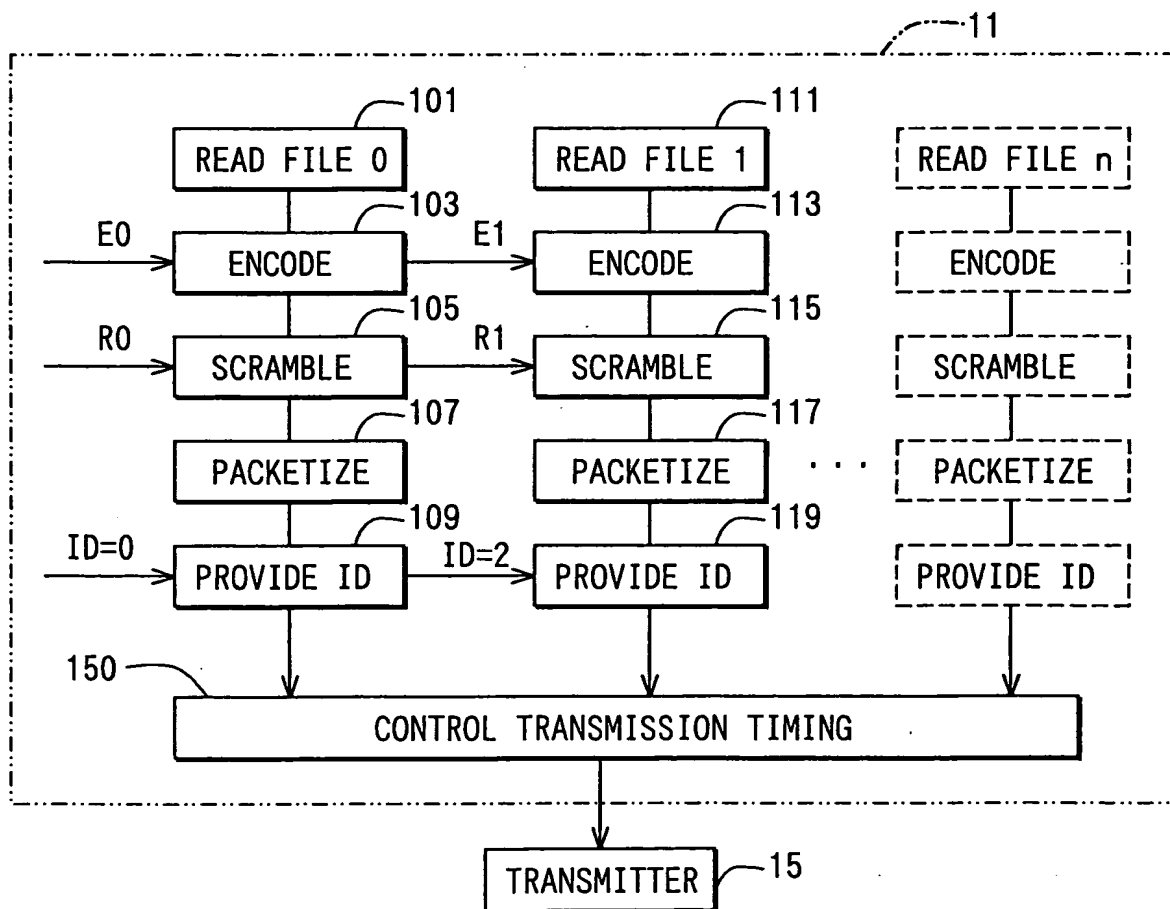 11
101 111
READ FILE 0 READ FILE 1 READ FILE n
103 113
E0 ENCODE E1 ENCODE ENCODE
105 115
R0 SCRAMBLE R1 SCRAMBLE SCRAMBLE
107 117
PACKETIZE PACKETIZE · · · PACKETIZE
109 119
ID=0 PROVIDE ID ID=2 PROVIDE ID PROVIDE ID
150
CONTROL TRANSMISSION TIMING
TRANSMITTER 15